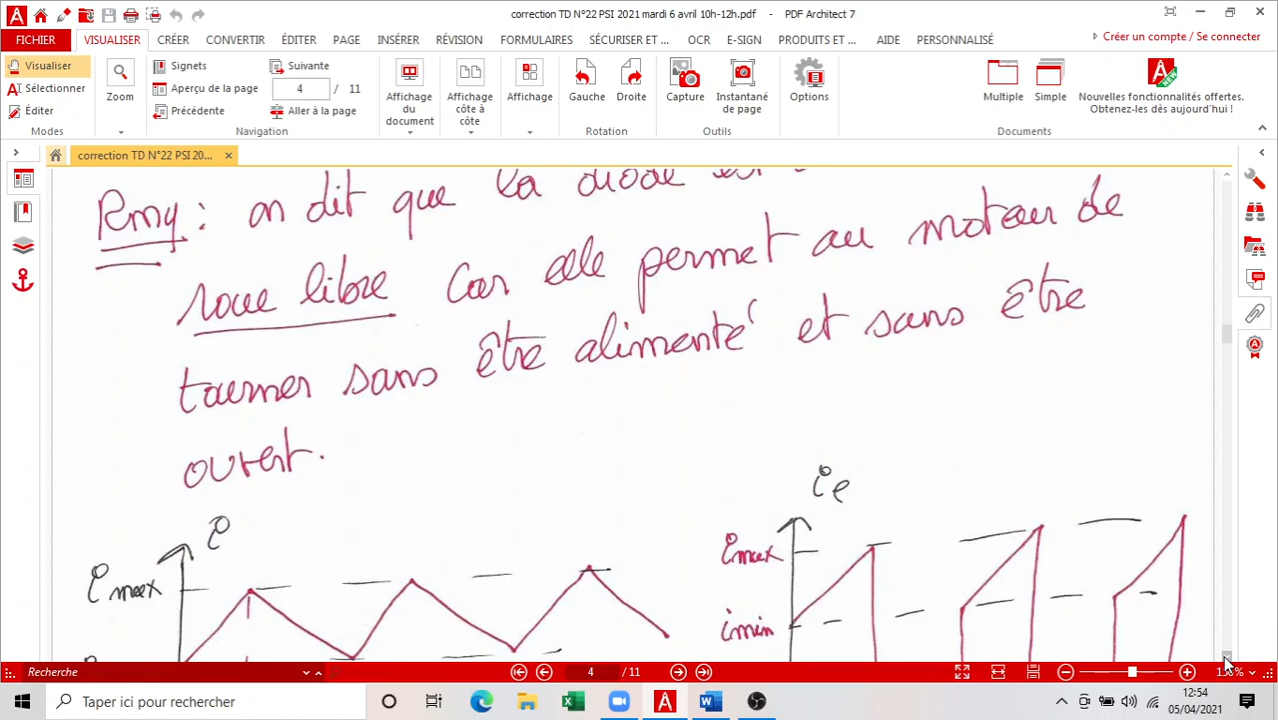 correction TD N°22 PSI 2021 mardi 6 avril 10h-12h.pdf - PDF Architect 7
FICHIER VISUALISER CRÉER CONVERTIR ÉDITER PAGE INSÉRER RÉVISION FORMULAIRES SÉCURISER ET ... OCR E-SIGN PRODUITS ET ... AIDE PERSONNALISÉ Créer un compte / Se connecter
Visualiser
Sélectionner
Éditer
Modes
Zoom
Signets
Aperçu de la page
Précédente
Suivante
4 / 11
Aller à la page
Navigation
Affichage du document
Affichage côte à côte
Affichage
Gauche
Droite
Rotation
Capture
Instantané de page
Outils
Options
Multiple
Simple
Nouvelles fonctionnalités offertes.
Obtenez-les dès aujourd'hui !
Documents
correction TD N°22 PSI 20...
Rmq : on dit que la diode est
roue libre car elle permet au moteur de
tourner sans être alimenté et sans être
ouvert.
i
imax
ie
imax
imin
Recherche
4 / 11
Taper ici pour rechercher
12:54
05/04/2021